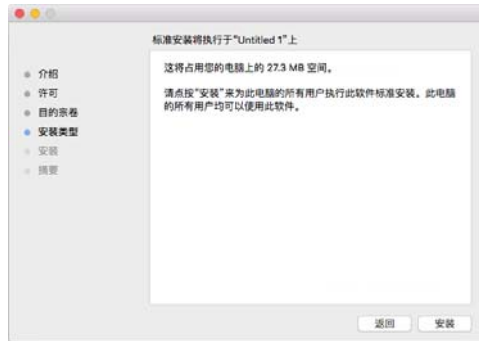 标准安装将执行于“Untitled 1”上
介绍
许可
目的宗卷
安装类型
安装
摘要
这将占用您的电脑上的 27.3 MB 空间。
请点按“安装”来为此电脑的所有用户执行此软件标准安装。此电脑
的所有用户均可以使用此软件。
返回
安装